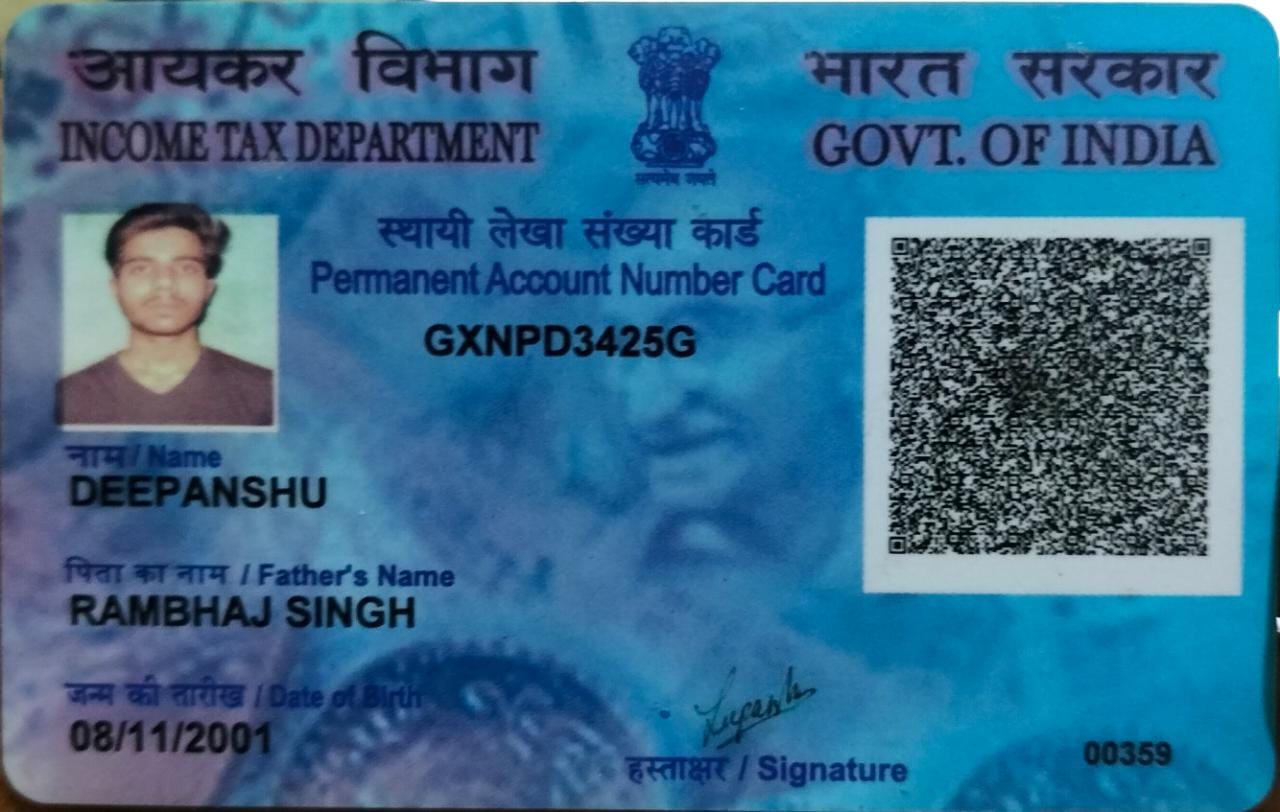 आयकर विभाग
INCOME TAX DEPARTMENT
सत्यमेव जयते
भारत सरकार
GOVT. OF INDIA
स्थायी लेखा संख्या कार्ड
Permanent Account Number Card
GXNPD3425G
नाम / Name
DEEPANSHU
पिता का नाम / Father's Name
RAMBHAJ SINGH
जन्म की तारीख / Date of Birth
08/11/2001
हस्ताक्षर / Signature
00359